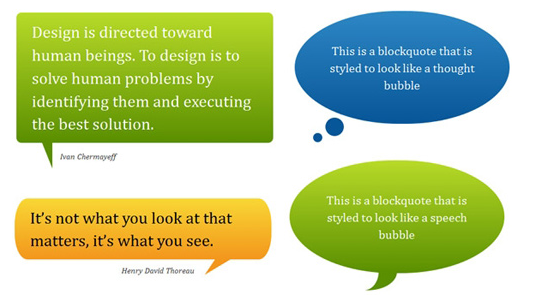 Design is directed toward
human beings. To design is to
solve human problems by
identifying them and executing
the best solution.
Ivan Chermayeff
This is a blockquote that is
styled to look like a thought
bubble
It's not what you look at that
matters, it's what you see.
Henry David Thoreau
This is a blockquote that is
styled to look like a speech
bubble